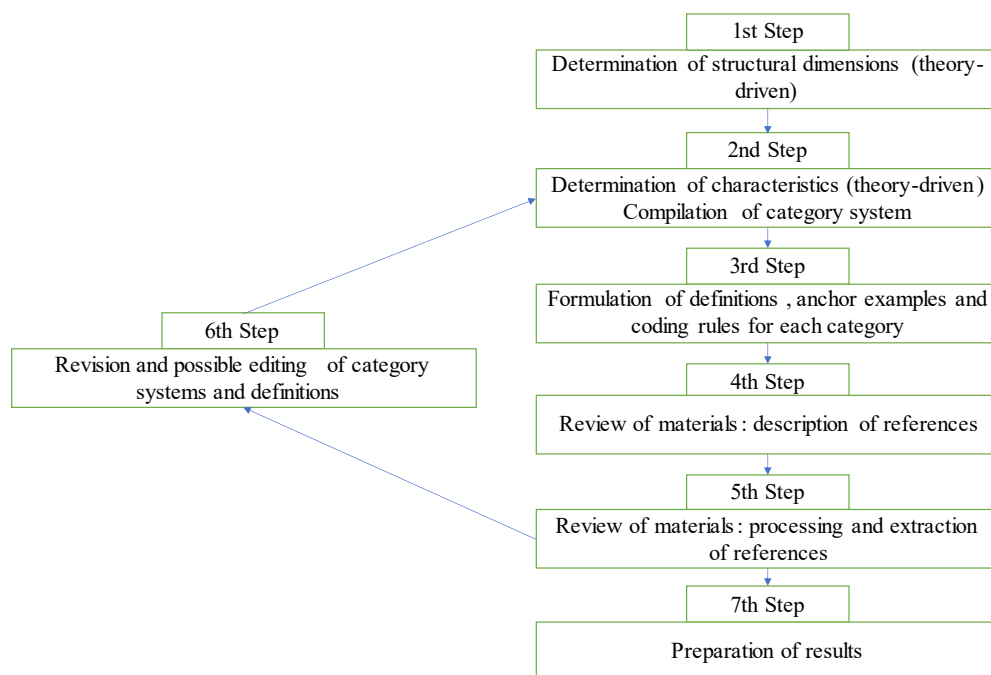 1st Step
Determination of structural dimensions (theory-
driven)
2nd Step
Determination of characteristics (theory-driven)
Compilation of category system
3rd Step
Formulation of definitions , anchor examples and
coding rules for each category
4th Step
Review of materials : description of references
5th Step
Review of materials : processing and extraction
of references
6th Step
Revision and possible editing of category
systems and definitions
7th Step
Preparation of results